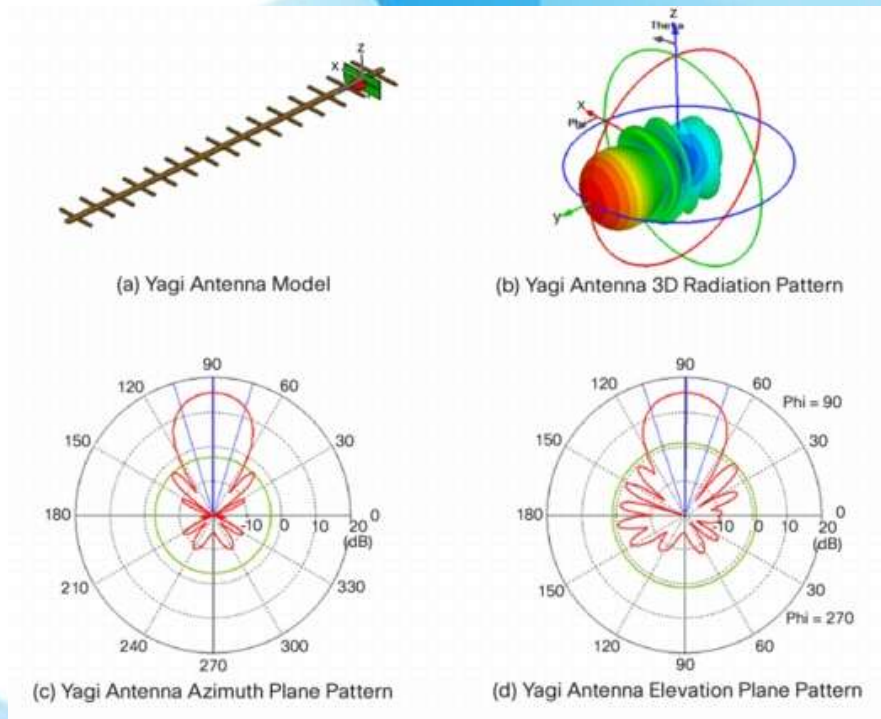 z
x
(a) Yagi Antenna Model
z
Theta
x
Phi
y
(b) Yagi Antenna 3D Radiation Pattern
90
120 60
150 30
180 -10 0 10 20 0
(dB)
210 330
240 300
270
(c) Yagi Antenna Azimuth Plane Pattern
90
120 60
Phi = 90
150 30
180 -10 0 10 20 0
(dB)
150 30
Phi = 270
120 60
90
(d) Yagi Antenna Elevation Plane Pattern